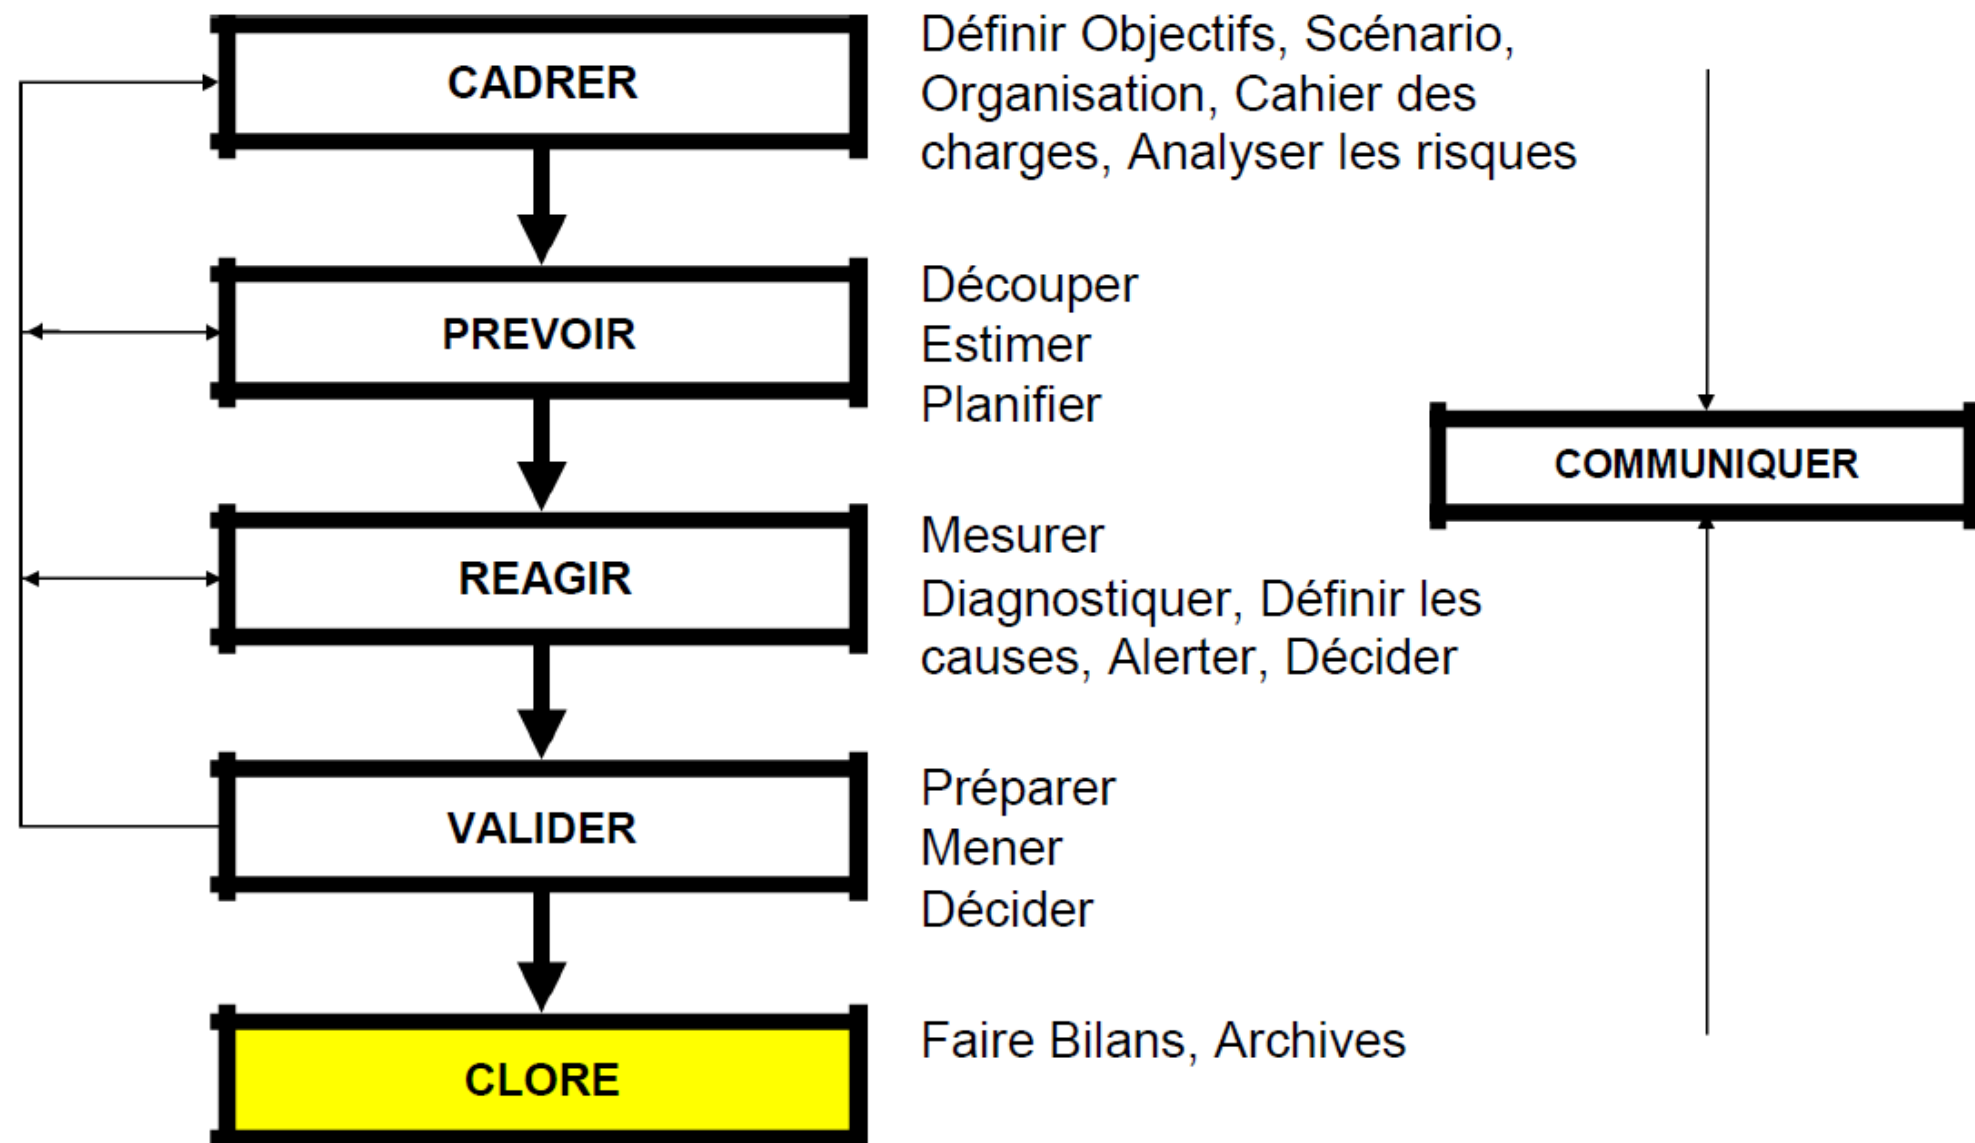 CADRER
Définir Objectifs, Scénario,
Organisation, Cahier des
charges, Analyser les risques
PREVOIR
Découper
Estimer
Planifier
COMMUNIQUER
REAGIR
Mesurer
Diagnostiquer, Définir les
causes, Alerter, Décider
VALIDER
Préparer
Mener
Décider
CLORE
Faire Bilans, Archives